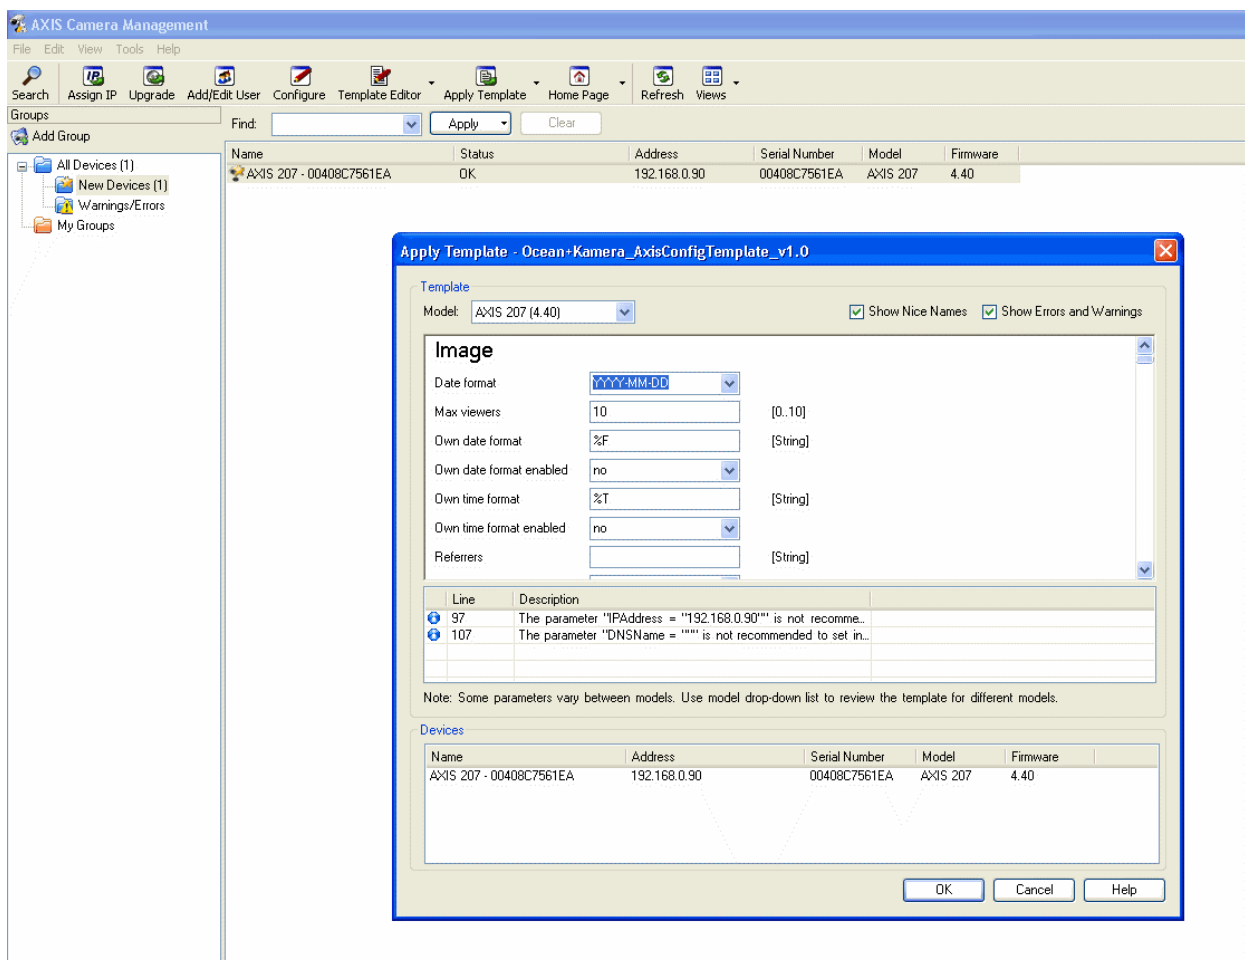 AXIS Camera Management
File Edit View Tools Help
Search Assign IP Upgrade Add/Edit User Configure Template Editor Apply Template Home Page Refresh Views
Groups
Add Group
Find: Apply Clear
All Devices (1)
New Devices (1)
Warnings/Errors
My Groups
Name Status Address Serial Number Model Firmware
AXIS 207 - 00408C7561EA OK 192.168.0.90 00408C7561EA AXIS 207 4.40
Apply Template - Ocean+Kamera_AxisConfigTemplate_v1.0
Template
Model: AXIS 207 (4.40) Show Nice Names Show Errors and Warnings
Image
Date format YYYY-MM-DD
Max viewers 10 [0..10]
Own date format %F [String]
Own date format enabled no
Own time format %T [String]
Own time format enabled no
Referrers [String]
Line Description
97 The parameter "IPAddress = "192.168.0.90"" is not recomme...
107 The parameter "DNSName = """ is not recommended to set in...
Note: Some parameters vary between models. Use model drop-down list to review the template for different models.
Devices
Name Address Serial Number Model Firmware
AXIS 207 - 00408C7561EA 192.168.0.90 00408C7561EA AXIS 207 4.40
OK Cancel Help